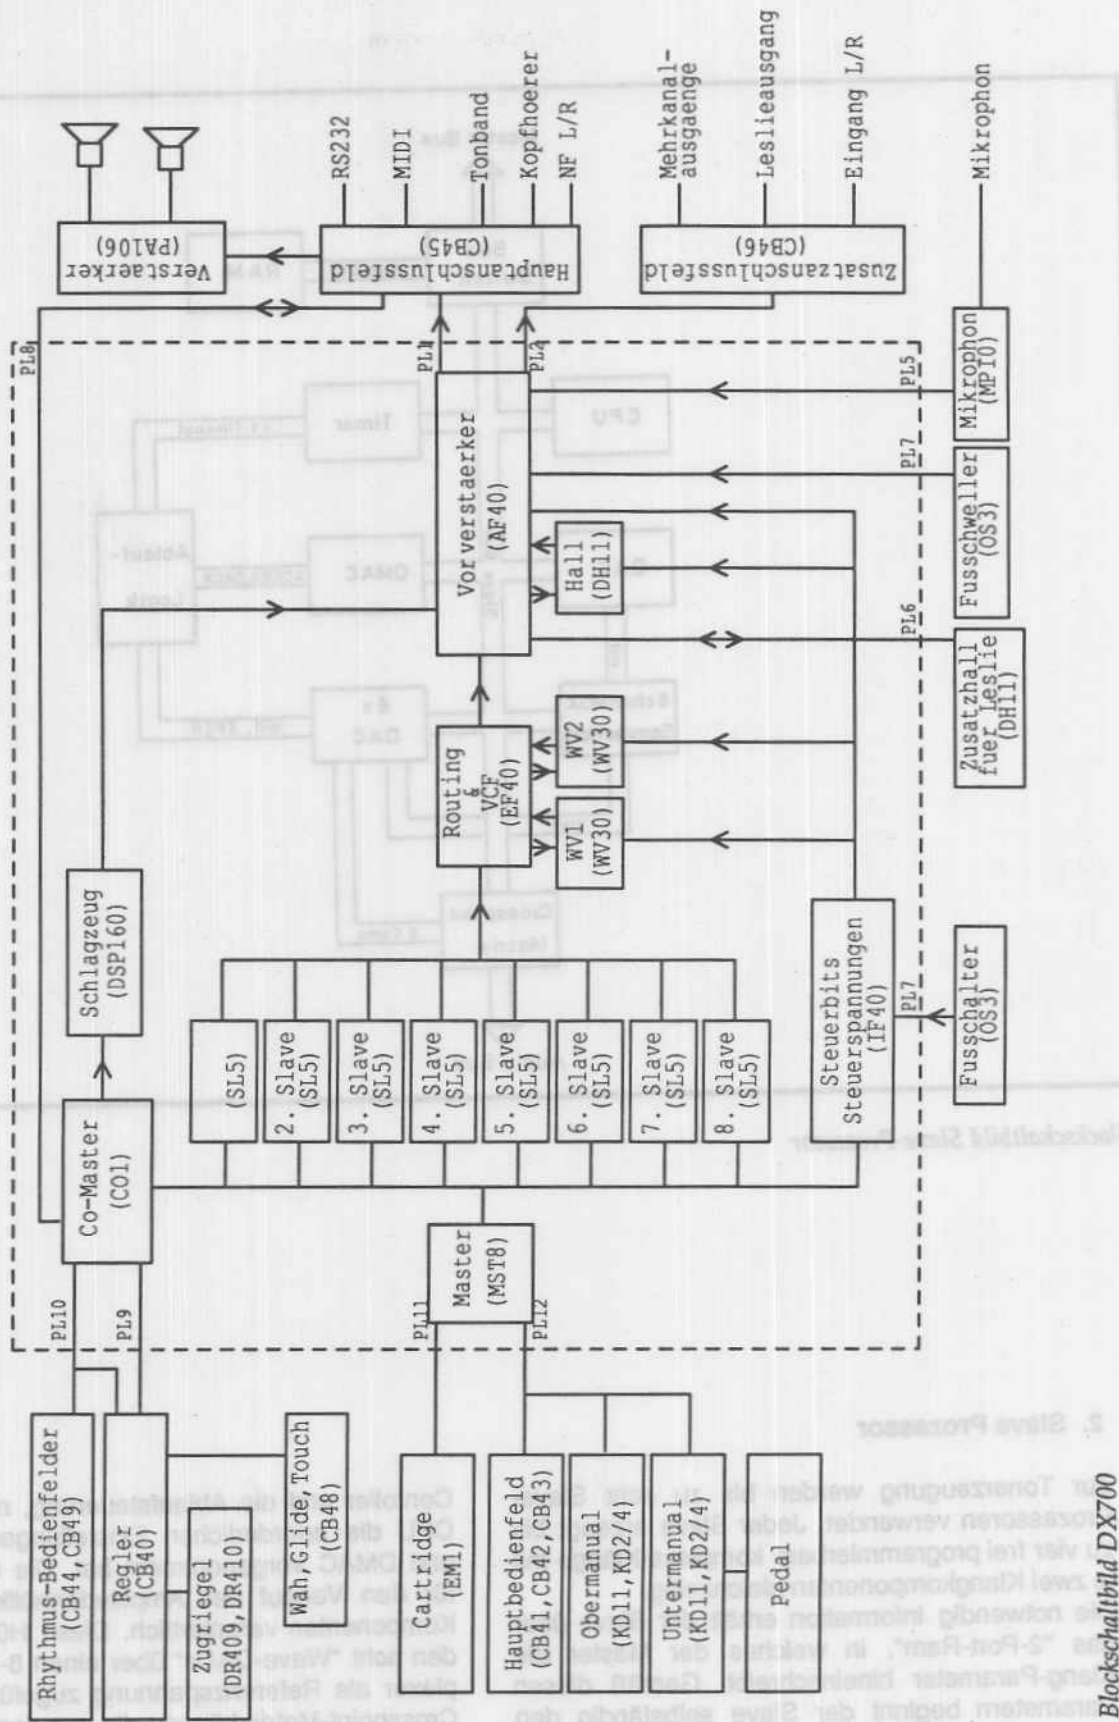 Rhythmus-Bedienfelder
(CB44,CB49)
Regler
(CB40)
Zugriegel
(DR409,DR410)
Wah,Glide,Touch
(CB48)
Cartridge
(EM1)
Hauptbedienfeld
(CB41,CB42,CB43)
Obermanual
(KD11,KD2/4)
Untermanual
(KD11,KD2/4)
Pedal
PL10
PL9
PL11
PL12
Co-Master
(CO1)
Master
(MST8)
Schlagzeug
(DSP160)
(SL5)
2. Slave
(SL5)
3. Slave
(SL5)
4. Slave
(SL5)
5. Slave
(SL5)
6. Slave
(SL5)
7. Slave
(SL5)
8. Slave
(SL5)
Steuerbits
Steuerspannungen
(IF40)
PL7
Fusschalter
(OS3)
Routing
&
VCF
(EF40)
WV1
(WV30)
WV2
(WV30)
Vorverstaerker
(AF40)
Hall
(DH11)
PL6
Zusatzhall
fuer Leslie
(DH11)
PL7
Fusschweller
(OS3)
PL5
Mikrophon
(MPI0)
Mikrophon
PL8
PL1
PL2
Verstaerker
(PA106)
Hauptanschlussfeld
(CB45)
RS232
MIDI
Tonband
Kopfhoerer
NF L/R
Zusatzanschlussfeld
(CB46)
Mehrkanal-
ausgaenge
Leslieausgang
Eingang L/R
Blockschaltbild DX700